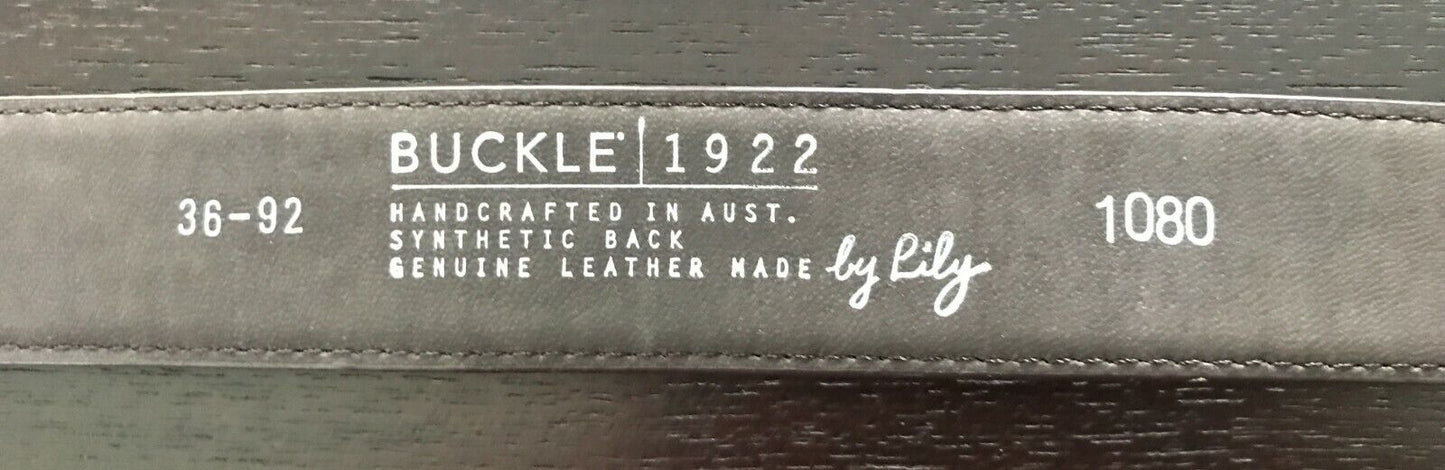 36-92
BUCKLE | 1922
HANDCRAFTED IN AUST.
SYNTHETIC BACK
GENUINE LEATHER MADE by Lily
1080